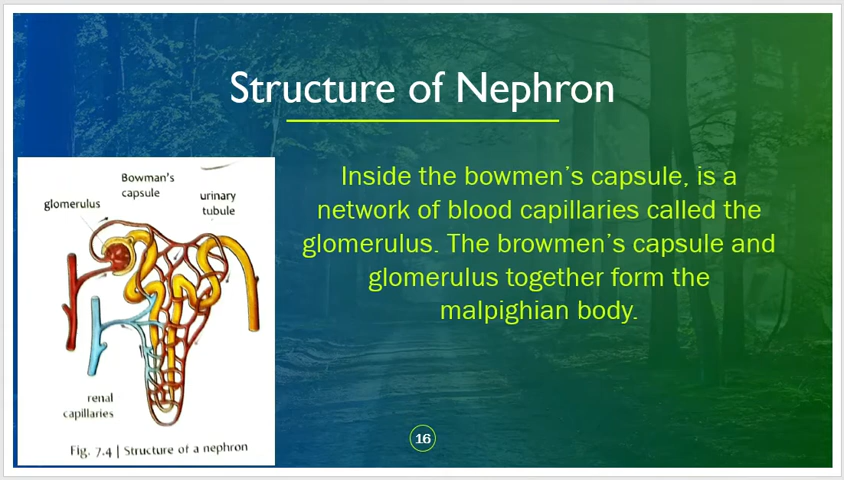 Structure of Nephron
Bowman's
capsule
glomerulus
urinary
tubule
renal
capillaries
Fig. 7.4 | Structure of a nephron
Inside the bowmen's capsule, is a
network of blood capillaries called the
glomerulus. The browmen's capsule and
glomerulus together form the
malpighian body.
16